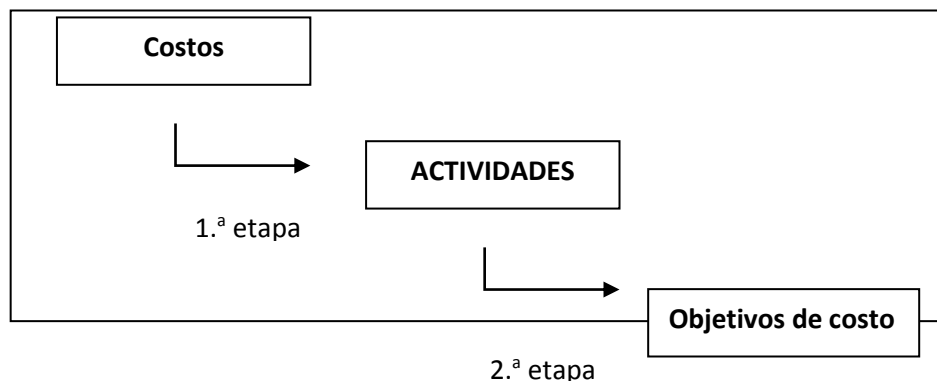 Costos
ACTIVIDADES
1.ª etapa
Objetivos de costo
2.ª etapa